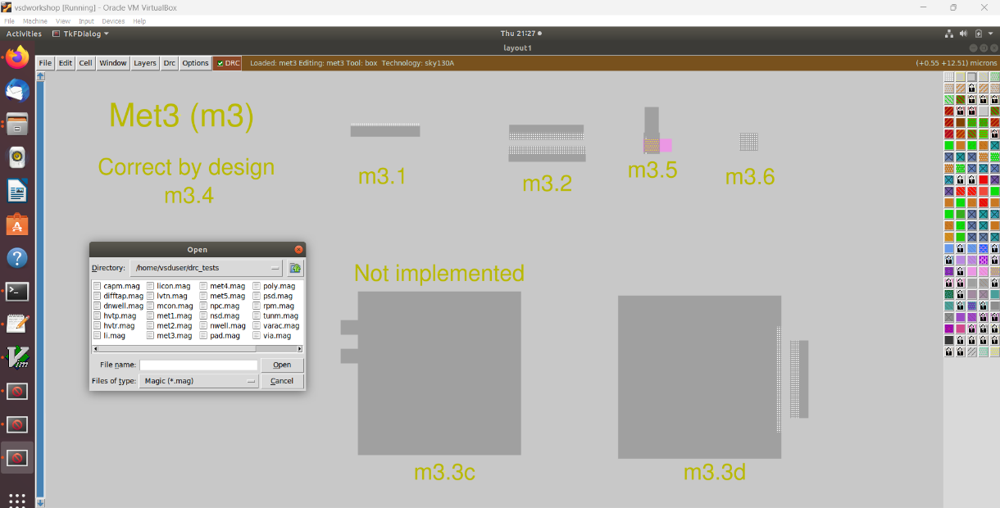 vsdworkshop [Running] - Oracle VM VirtualBox
File Machine View Input Devices Help
Activities TkFDialog Thu 21:27
layout1
File Edit Cell Window Layers Drc Options DRC Loaded: met3 Editing: met3 Tool: box Technology: sky130A (+0.55 +12.51) microns
Met3 (m3)
Correct by design
m3.4
m3.1
m3.2
m3.5
m3.6
Open
Directory: /home/vsduser/drc_tests
capm.mag licon.mag met4.mag poly.mag
difftap.mag lvtn.mag met5.mag psd.mag
dnwell.mag mcon.mag npc.mag rpm.mag
hvtp.mag met1.mag nsd.mag tunm.mag
hvtr.mag met2.mag nwell.mag varac.mag
li.mag met3.mag pad.mag via.mag
File name: Open
Files of type: Magic (*.mag) Cancel
Not implemented
m3.3c
m3.3d